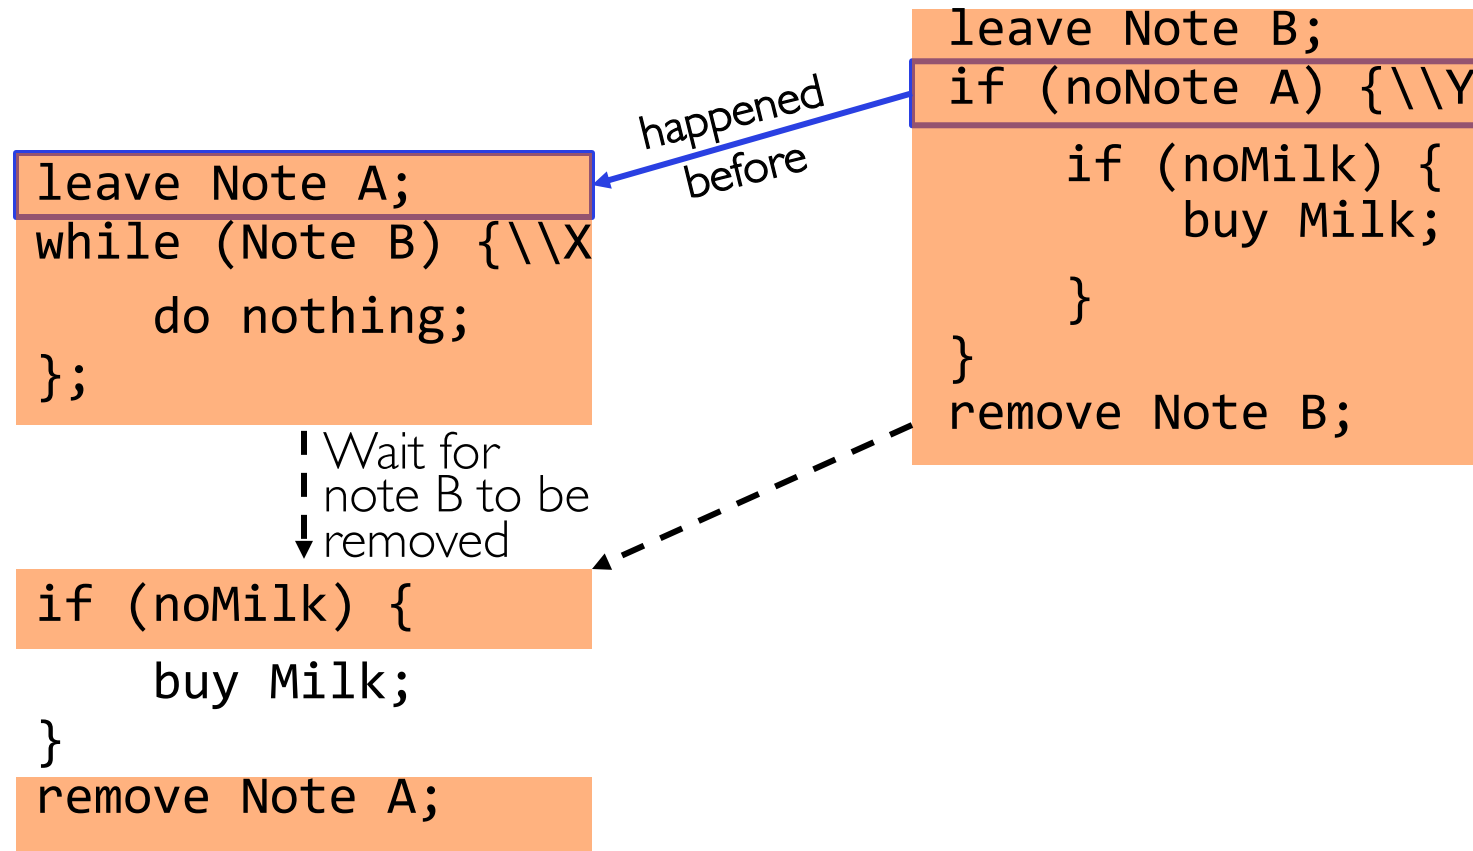 leave Note A;
while (Note B) {\\X
do nothing;
};
Wait for
note B to be
removed
if (noMilk) {
buy Milk;
}
remove Note A;
happened
before
leave Note B;
if (noNote A) {\\Y
if (noMilk) {
buy Milk;
}
}
remove Note B;